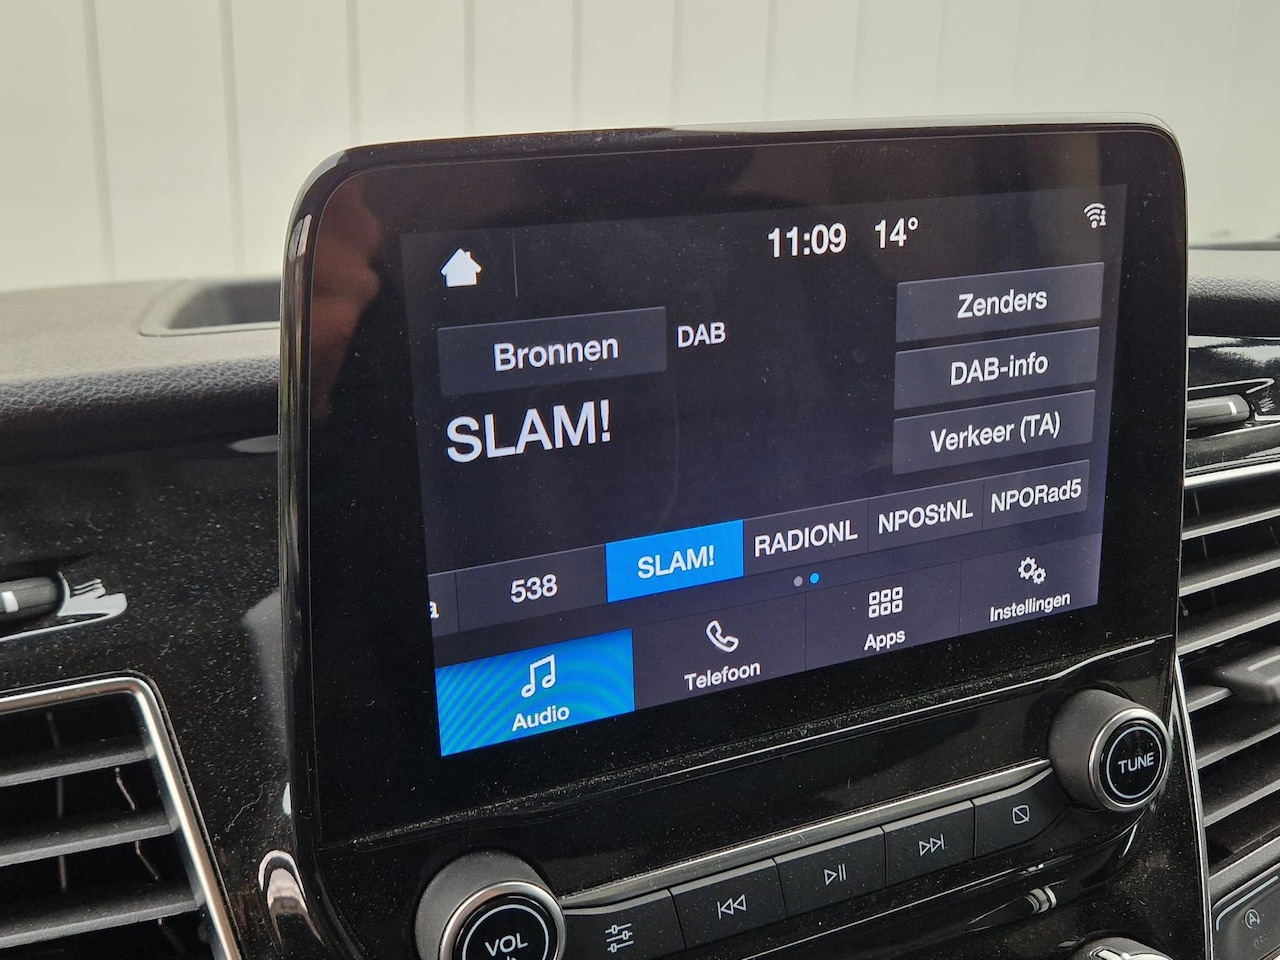 11:09 14°
Bronnen DAB
Zenders
DAB-info
Verkeer (TA)
SLAM!
a 538 SLAM! RADIONL NPOStNL NPORad5
Audio Telefoon Apps Instellingen
TUNE
VOL